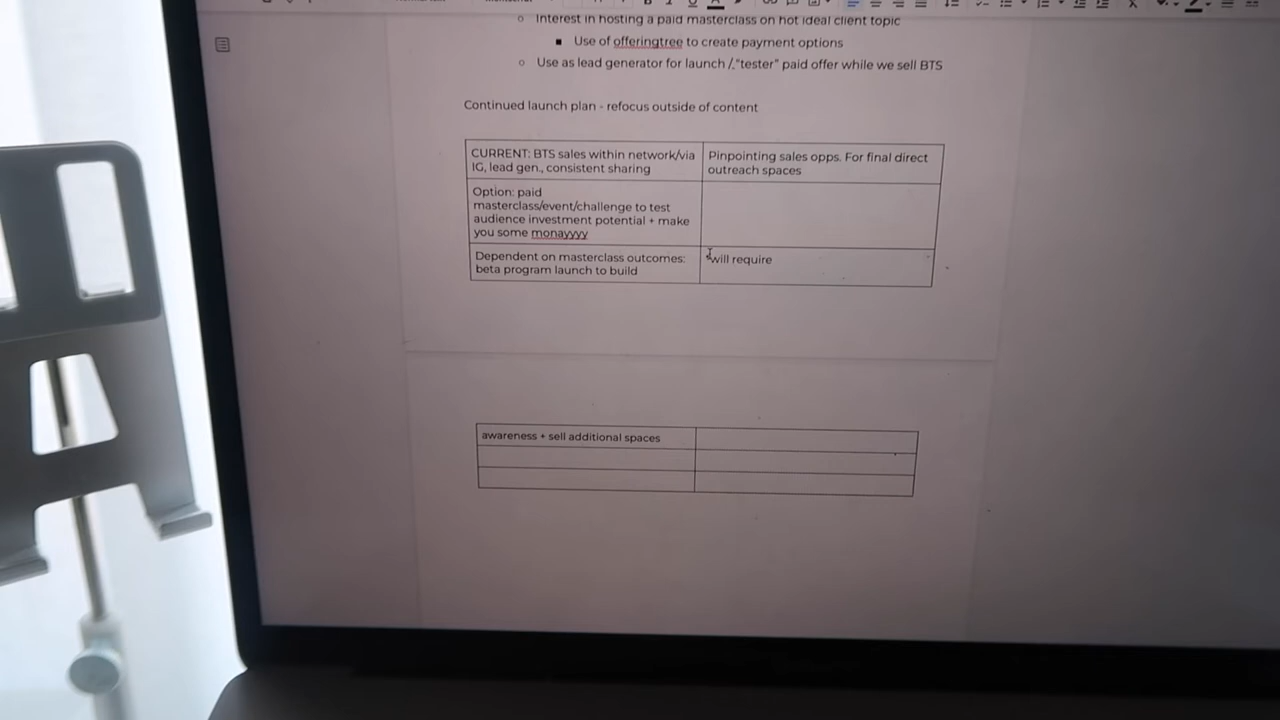 Interest in hosting a paid masterclass on hot ideal client topic
Use of offeringtree to create payment options
Use as lead generator for launch / "tester" paid offer while we sell BTS
Continued launch plan - refocus outside of content
CURRENT: BTS sales within network/via
IG, lead gen., consistent sharing
Pinpointing sales opps. For final direct
outreach spaces
Option: paid
masterclass/event/challenge to test
audience investment potential + make
you some monayyyy
Dependent on masterclass outcomes:
beta program launch to build
will require
awareness + sell additional spaces